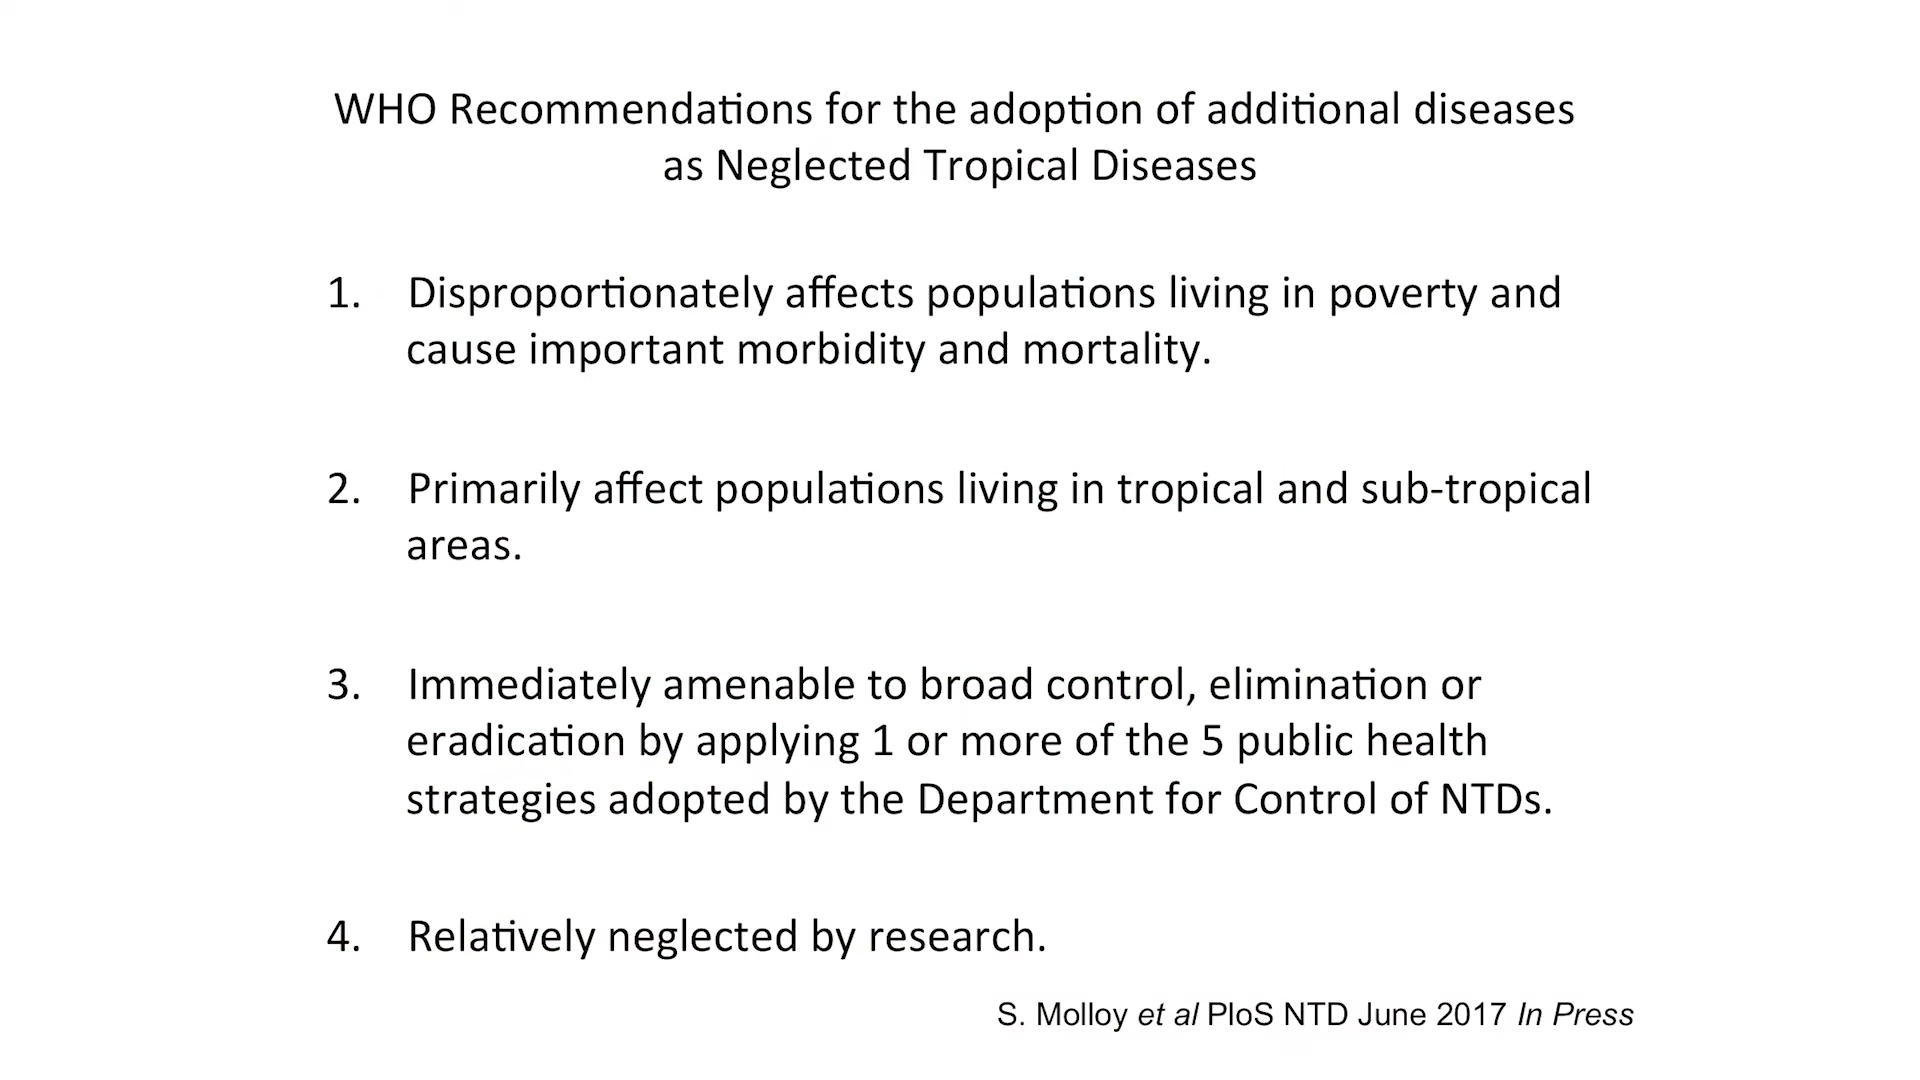 WHO Recommendations for the adoption of additional diseases
as Neglected Tropical Diseases
1. Disproportionately affects populations living in poverty and
cause important morbidity and mortality.
2. Primarily affect populations living in tropical and sub-tropical
areas.
3. Immediately amenable to broad control, elimination or
eradication by applying 1 or more of the 5 public health
strategies adopted by the Department for Control of NTDs.
4. Relatively neglected by research.
S. Molloy et al PloS NTD June 2017 In Press